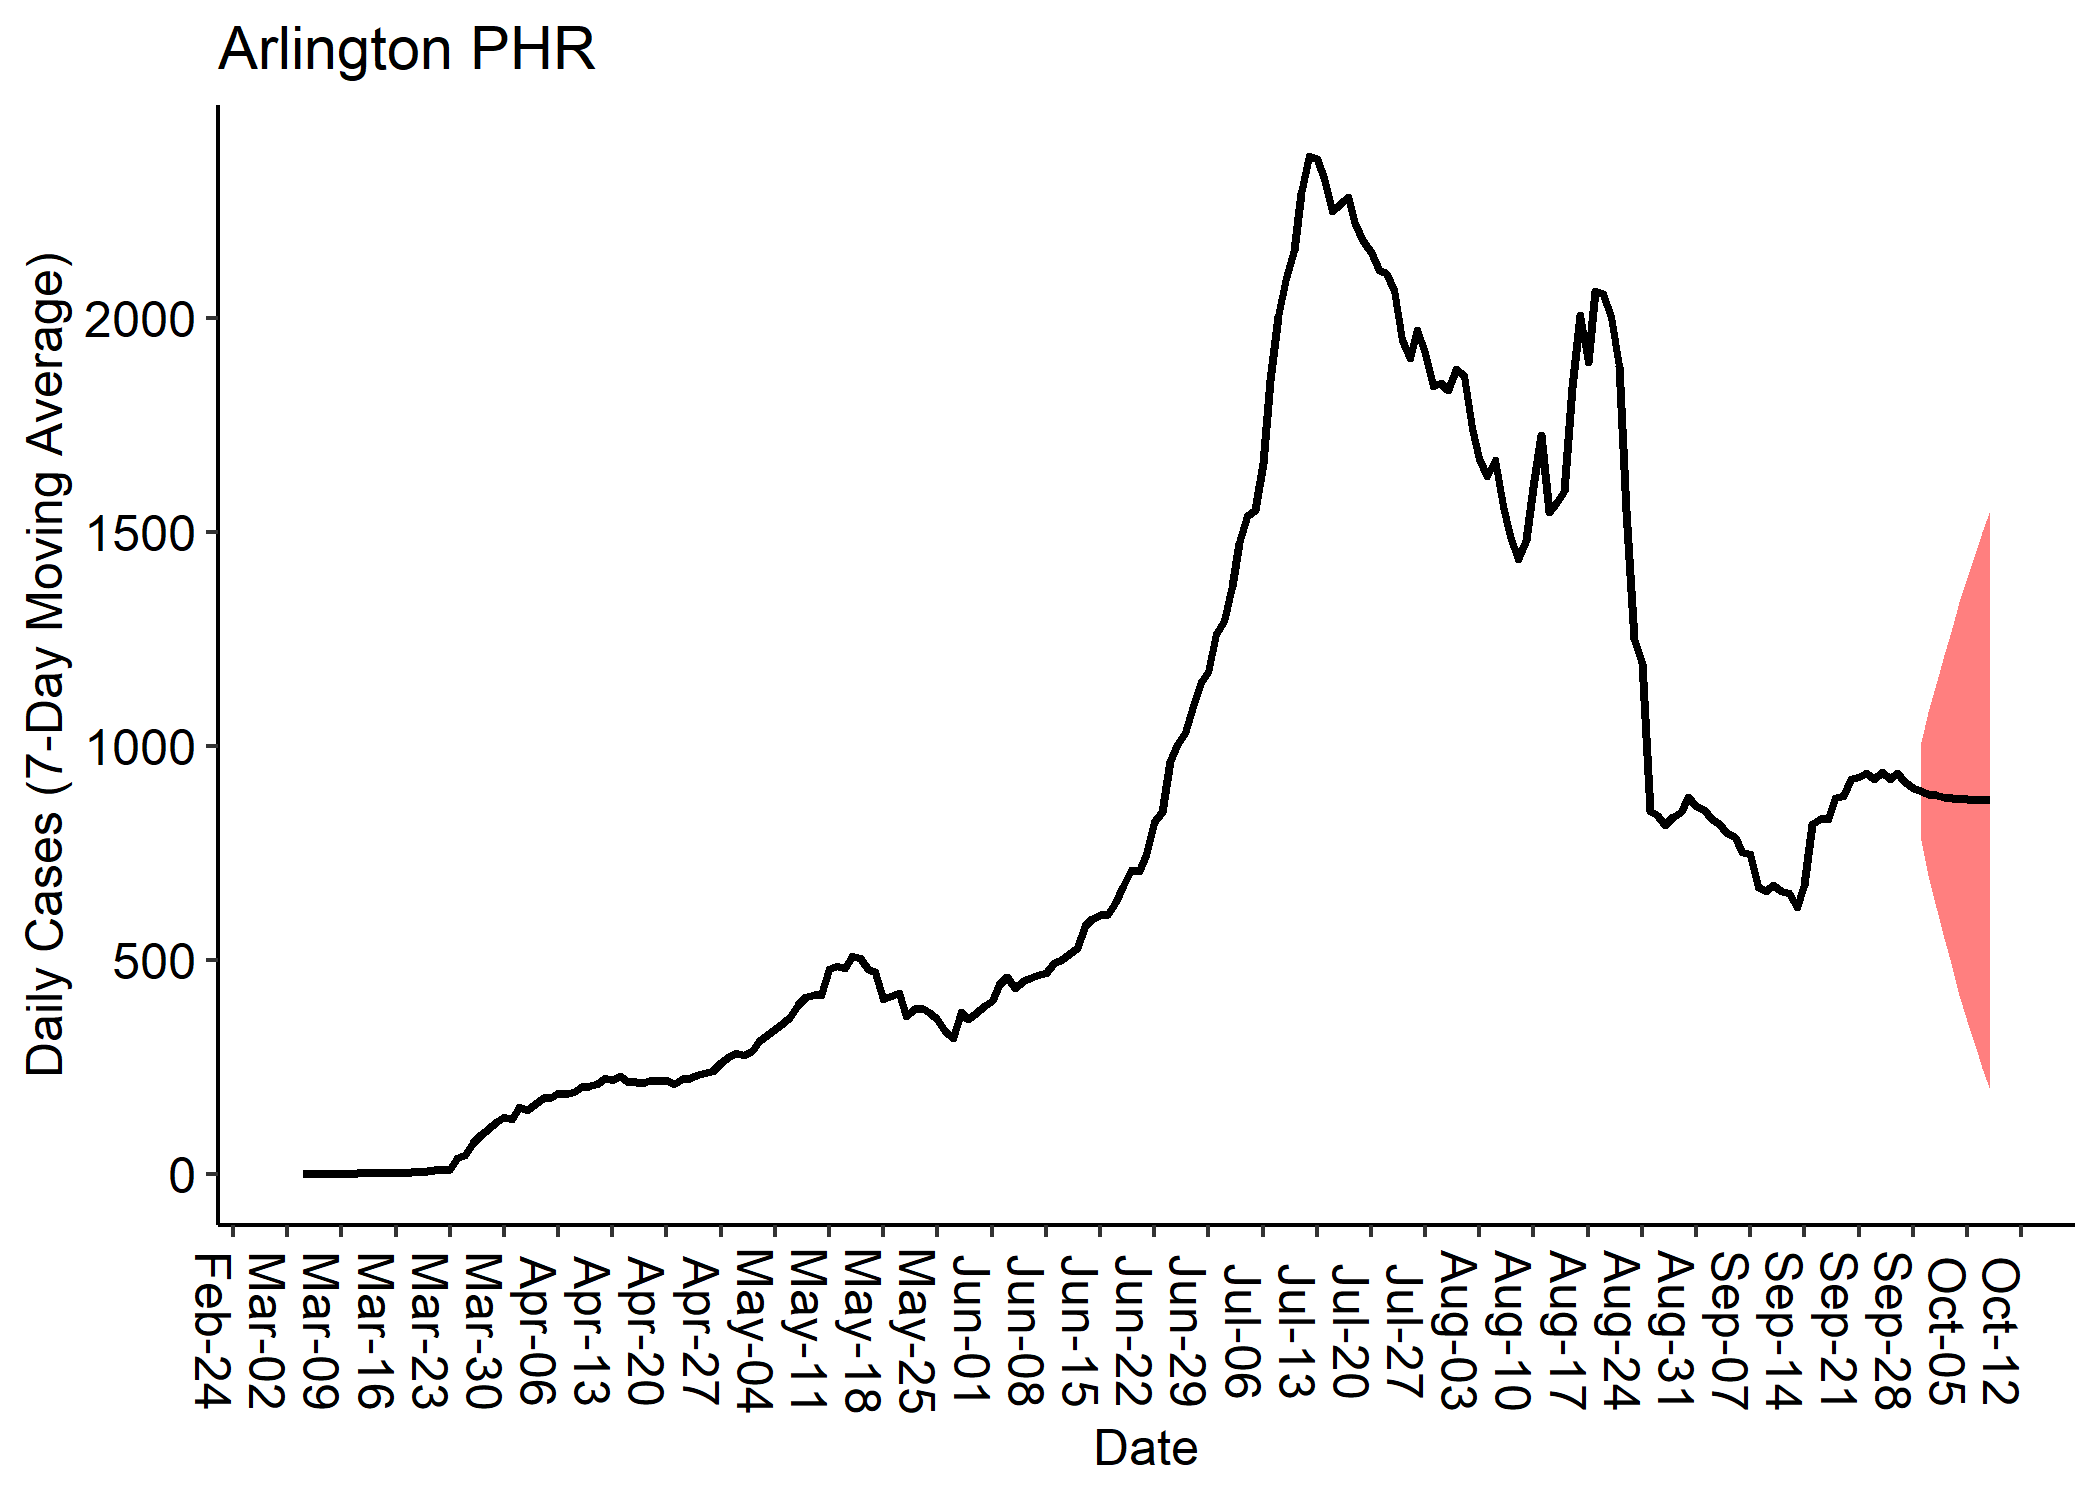 Arlington PHR
Daily Cases (7-Day Moving Average)
2000
1500
1000
500
0
Feb-24
Mar-02
Mar-09
Mar-16
Mar-23
Mar-30
Apr-06
Apr-13
Apr-20
Apr-27
May-04
May-11
May-18
May-25
Jun-01
Jun-08
Jun-15
Jun-22
Jun-29
Jul-06
Jul-13
Jul-20
Jul-27
Aug-03
Aug-10
Aug-17
Aug-24
Aug-31
Sep-07
Sep-14
Sep-21
Sep-28
Oct-05
Oct-12
Date